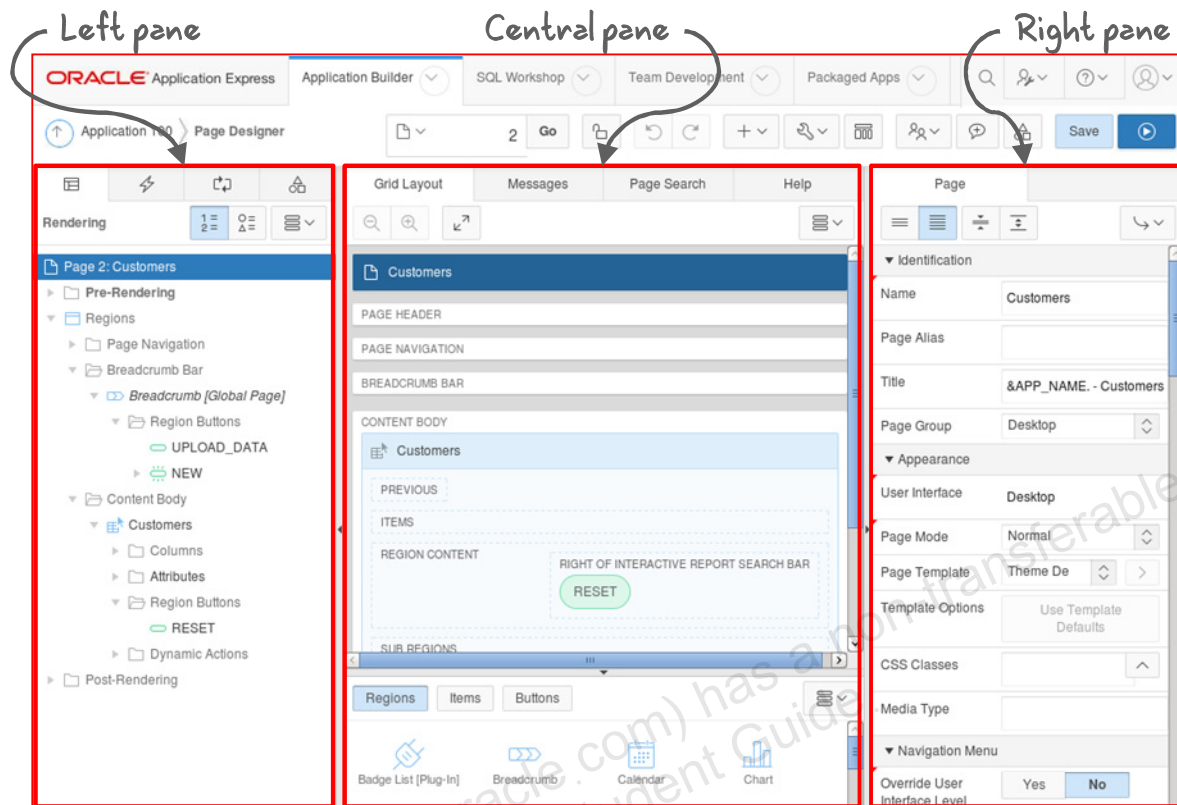 Left pane Central pane Right pane
ORACLE Application Express Application Builder SQL Workshop Team Development Packaged Apps
Application 100 Page Designer 2 Go Save
Grid Layout Messages Page Search Help Page
Rendering
Page 2: Customers
Pre-Rendering
Regions
Page Navigation
Breadcrumb Bar
Breadcrumb [Global Page]
Region Buttons
UPLOAD_DATA
NEW
Content Body
Customers
Columns
Attributes
Region Buttons
RESET
Dynamic Actions
Post-Rendering
Customers
PAGE HEADER
PAGE NAVIGATION
BREADCRUMB BAR
CONTENT BODY
Customers
PREVIOUS
ITEMS
REGION CONTENT
RIGHT OF INTERACTIVE REPORT SEARCH BAR
RESET
SUB REGIONS
Regions Items Buttons
Badge List [Plug-In] Breadcrumb Calendar Chart
Identification
Name Customers
Page Alias
Title &APP_NAME. - Customers
Page Group Desktop
Appearance
User Interface Desktop
Page Mode Normal
Page Template Theme De
Template Options Use Template
Defaults
CSS Classes
Media Type
Navigation Menu
Override User
Interface Level
Yes No
acle.com) has a non-transferable
udent Guide.